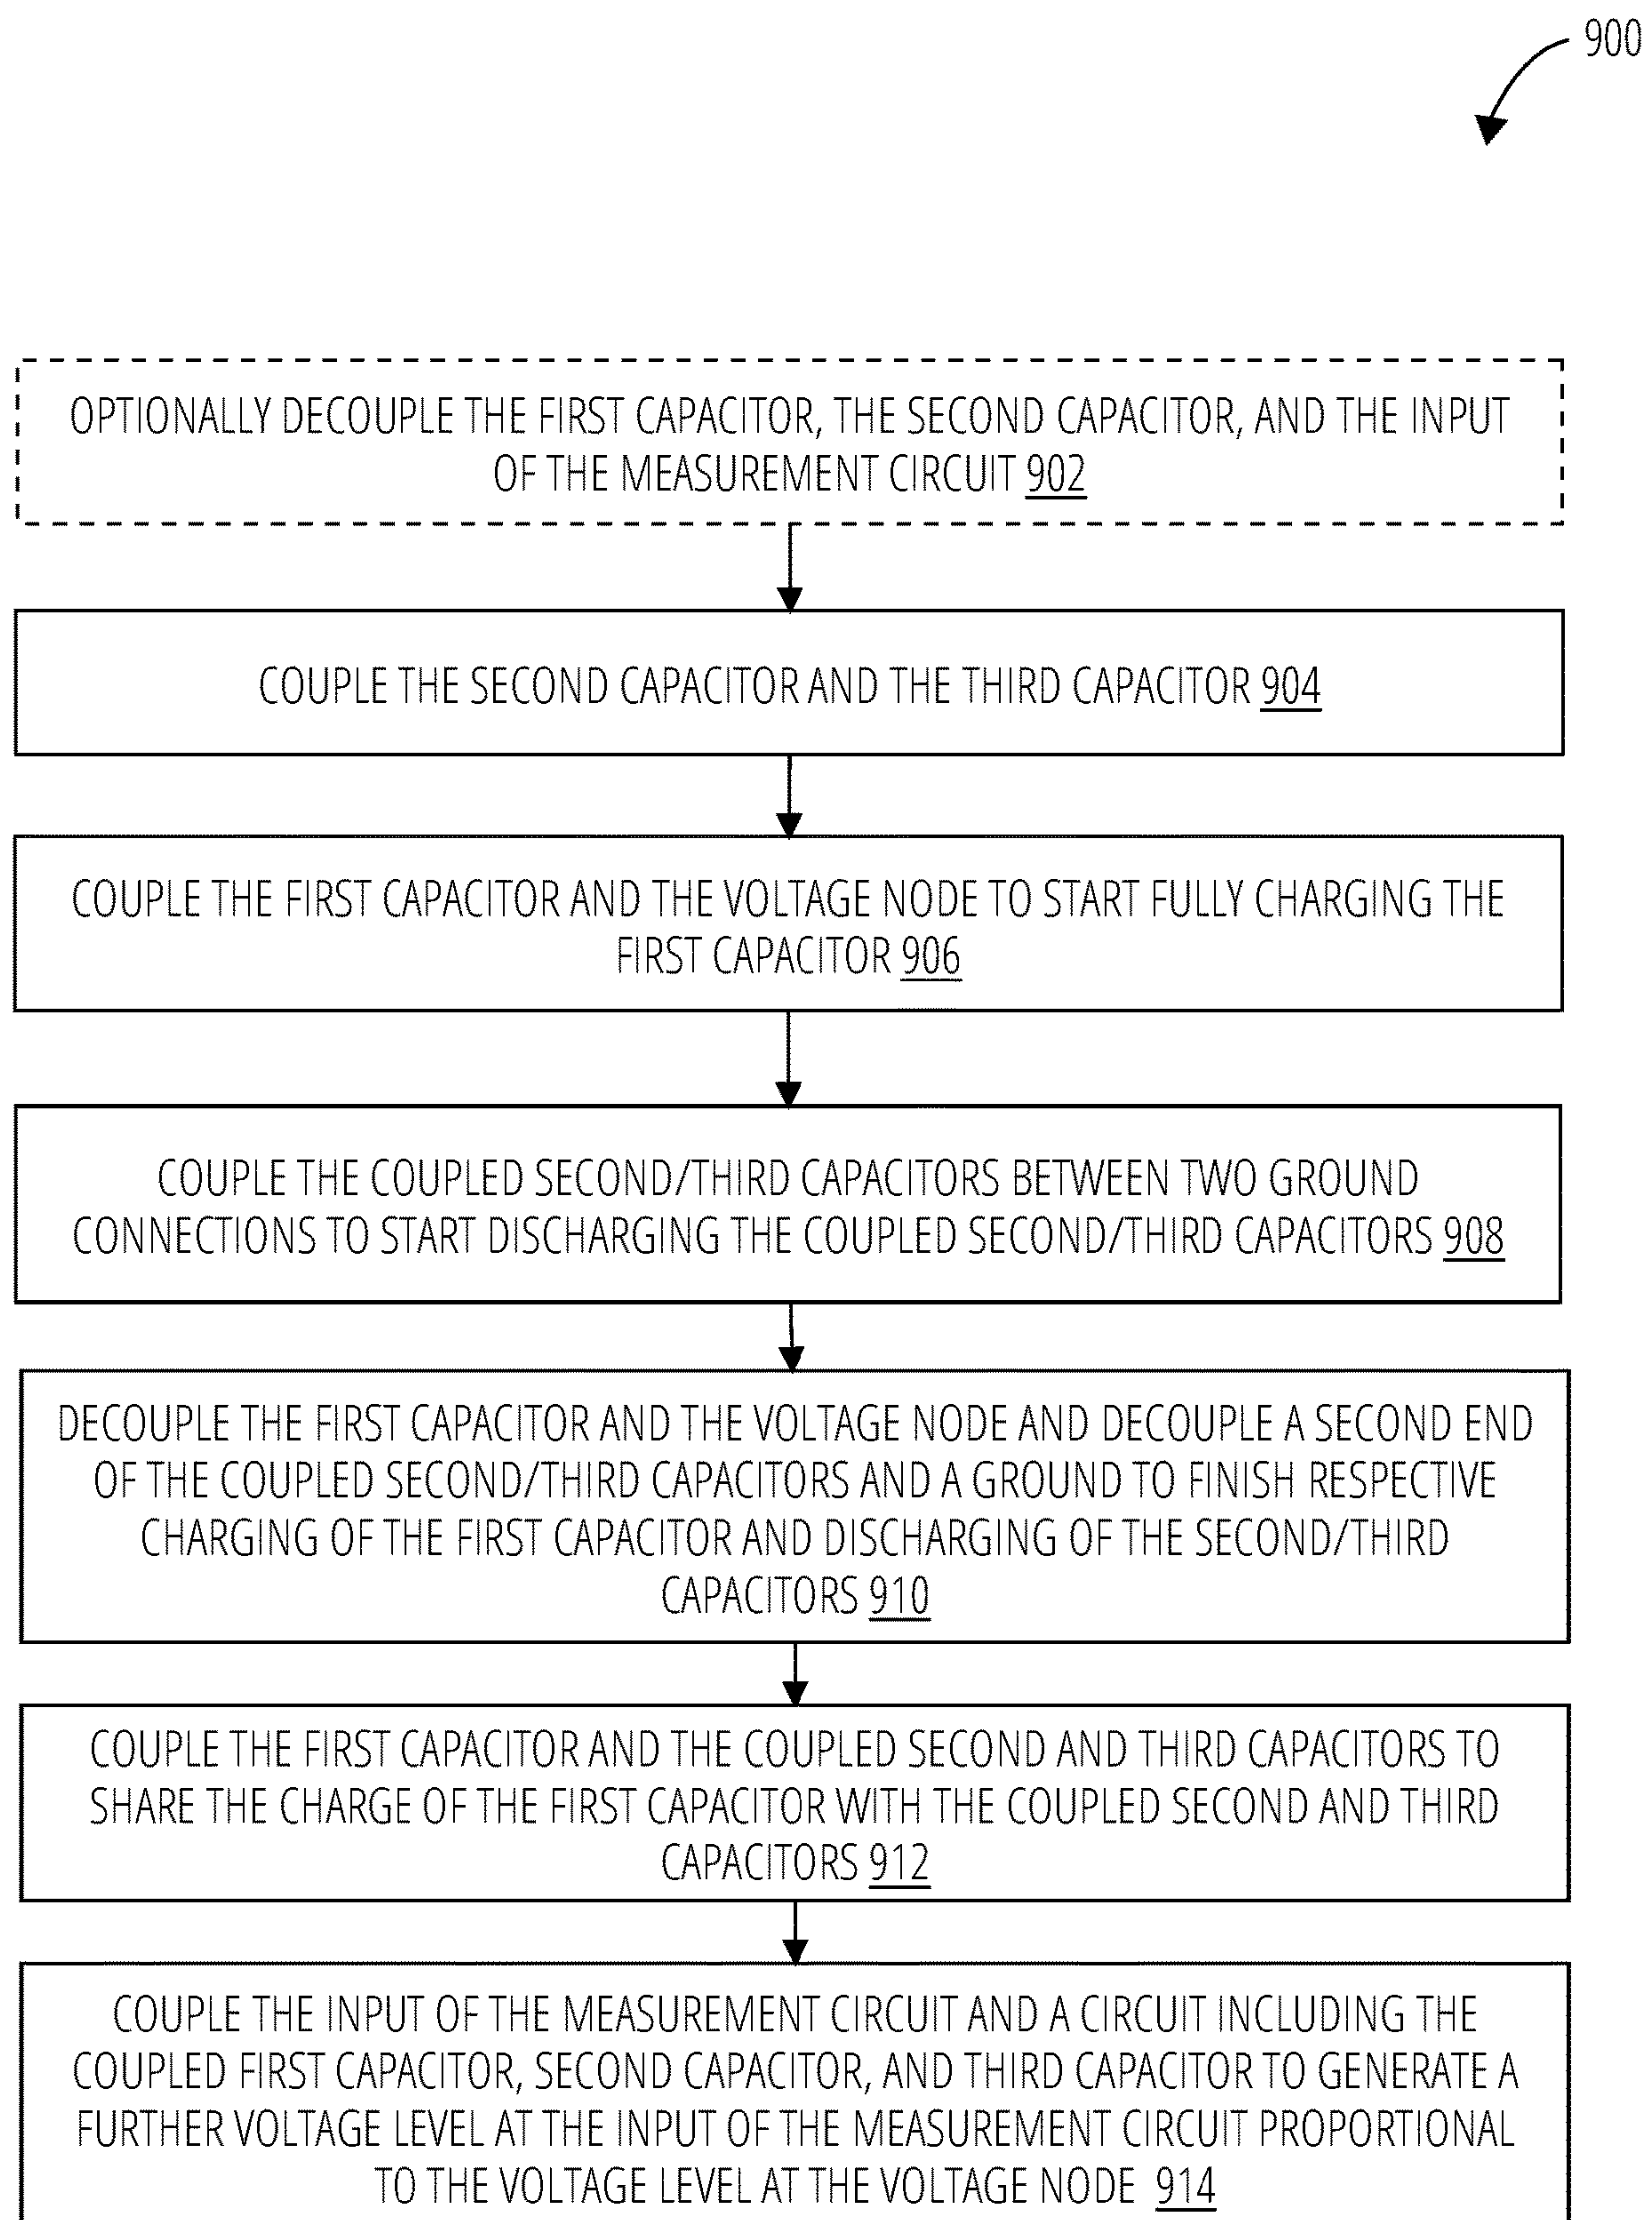 900
OPTIONALLY DECOUPLE THE FIRST CAPACITOR, THE SECOND CAPACITOR, AND THE INPUT
OF THE MEASUREMENT CIRCUIT 902
COUPLE THE SECOND CAPACITOR AND THE THIRD CAPACITOR 904
COUPLE THE FIRST CAPACITOR AND THE VOLTAGE NODE TO START FULLY CHARGING THE
FIRST CAPACITOR 906
COUPLE THE COUPLED SECOND/THIRD CAPACITORS BETWEEN TWO GROUND
CONNECTIONS TO START DISCHARGING THE COUPLED SECOND/THIRD CAPACITORS 908
DECOUPLE THE FIRST CAPACITOR AND THE VOLTAGE NODE AND DECOUPLE A SECOND END
OF THE COUPLED SECOND/THIRD CAPACITORS AND A GROUND TO FINISH RESPECTIVE
CHARGING OF THE FIRST CAPACITOR AND DISCHARGING OF THE SECOND/THIRD
CAPACITORS 910
COUPLE THE FIRST CAPACITOR AND THE COUPLED SECOND AND THIRD CAPACITORS TO
SHARE THE CHARGE OF THE FIRST CAPACITOR WITH THE COUPLED SECOND AND THIRD
CAPACITORS 912
COUPLE THE INPUT OF THE MEASUREMENT CIRCUIT AND A CIRCUIT INCLUDING THE
COUPLED FIRST CAPACITOR, SECOND CAPACITOR, AND THIRD CAPACITOR TO GENERATE A
FURTHER VOLTAGE LEVEL AT THE INPUT OF THE MEASUREMENT CIRCUIT PROPORTIONAL
TO THE VOLTAGE LEVEL AT THE VOLTAGE NODE 914